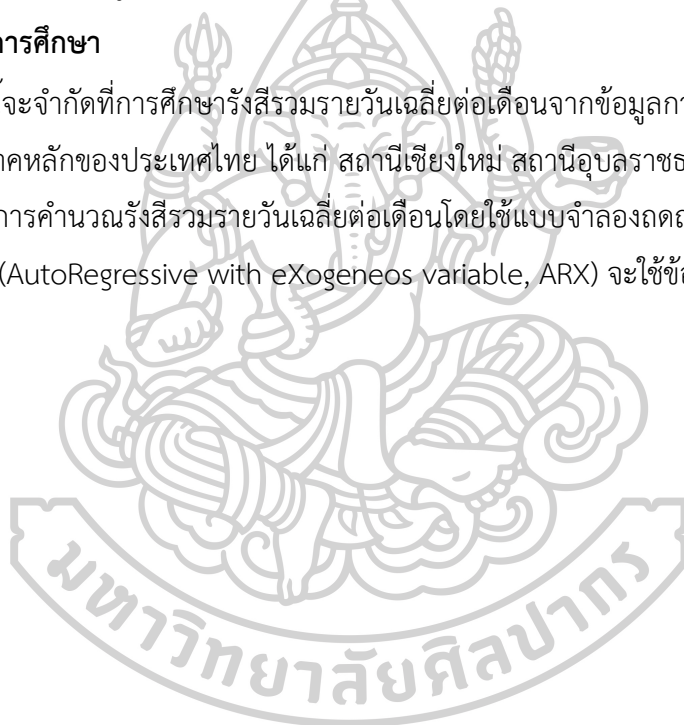 การศึกษา
จะจำกัดที่การศึกษารังสีรวมรายวันเฉลี่ยต่อเดือนจากข้อมูลกา
าคหลักของประเทศไทย ได้แก่ สถานีเชียงใหม่ สถานีอุบลราชธ
การคำนวณรังสีรวมรายวันเฉลี่ยต่อเดือนโดยใช้แบบจำลองถดถ
(AutoRegressive with eXogeneos variable, ARX) จะใช้ข้
มหาวิทยาลัยศิลปากร